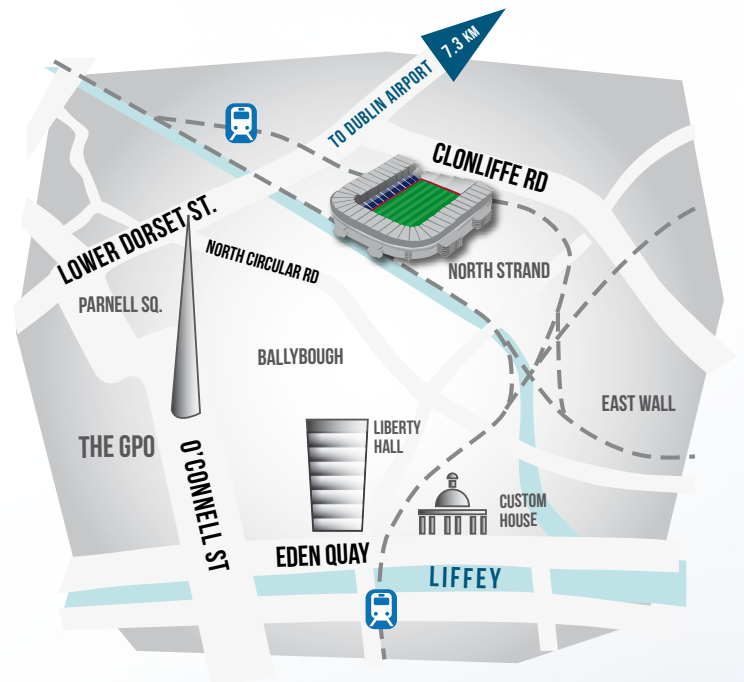 7.3 KM
TO DUBLIN AIRPORT
CLONLIFFE RD
LOWER DORSET ST.
NORTH CIRCULAR RD
NORTH STRAND
PARNELL SQ.
BALLYBOUGH
EAST WALL
THE GPO
O'CONNELL ST
LIBERTY
HALL
CUSTOM
HOUSE
EDEN QUAY
LIFFEY